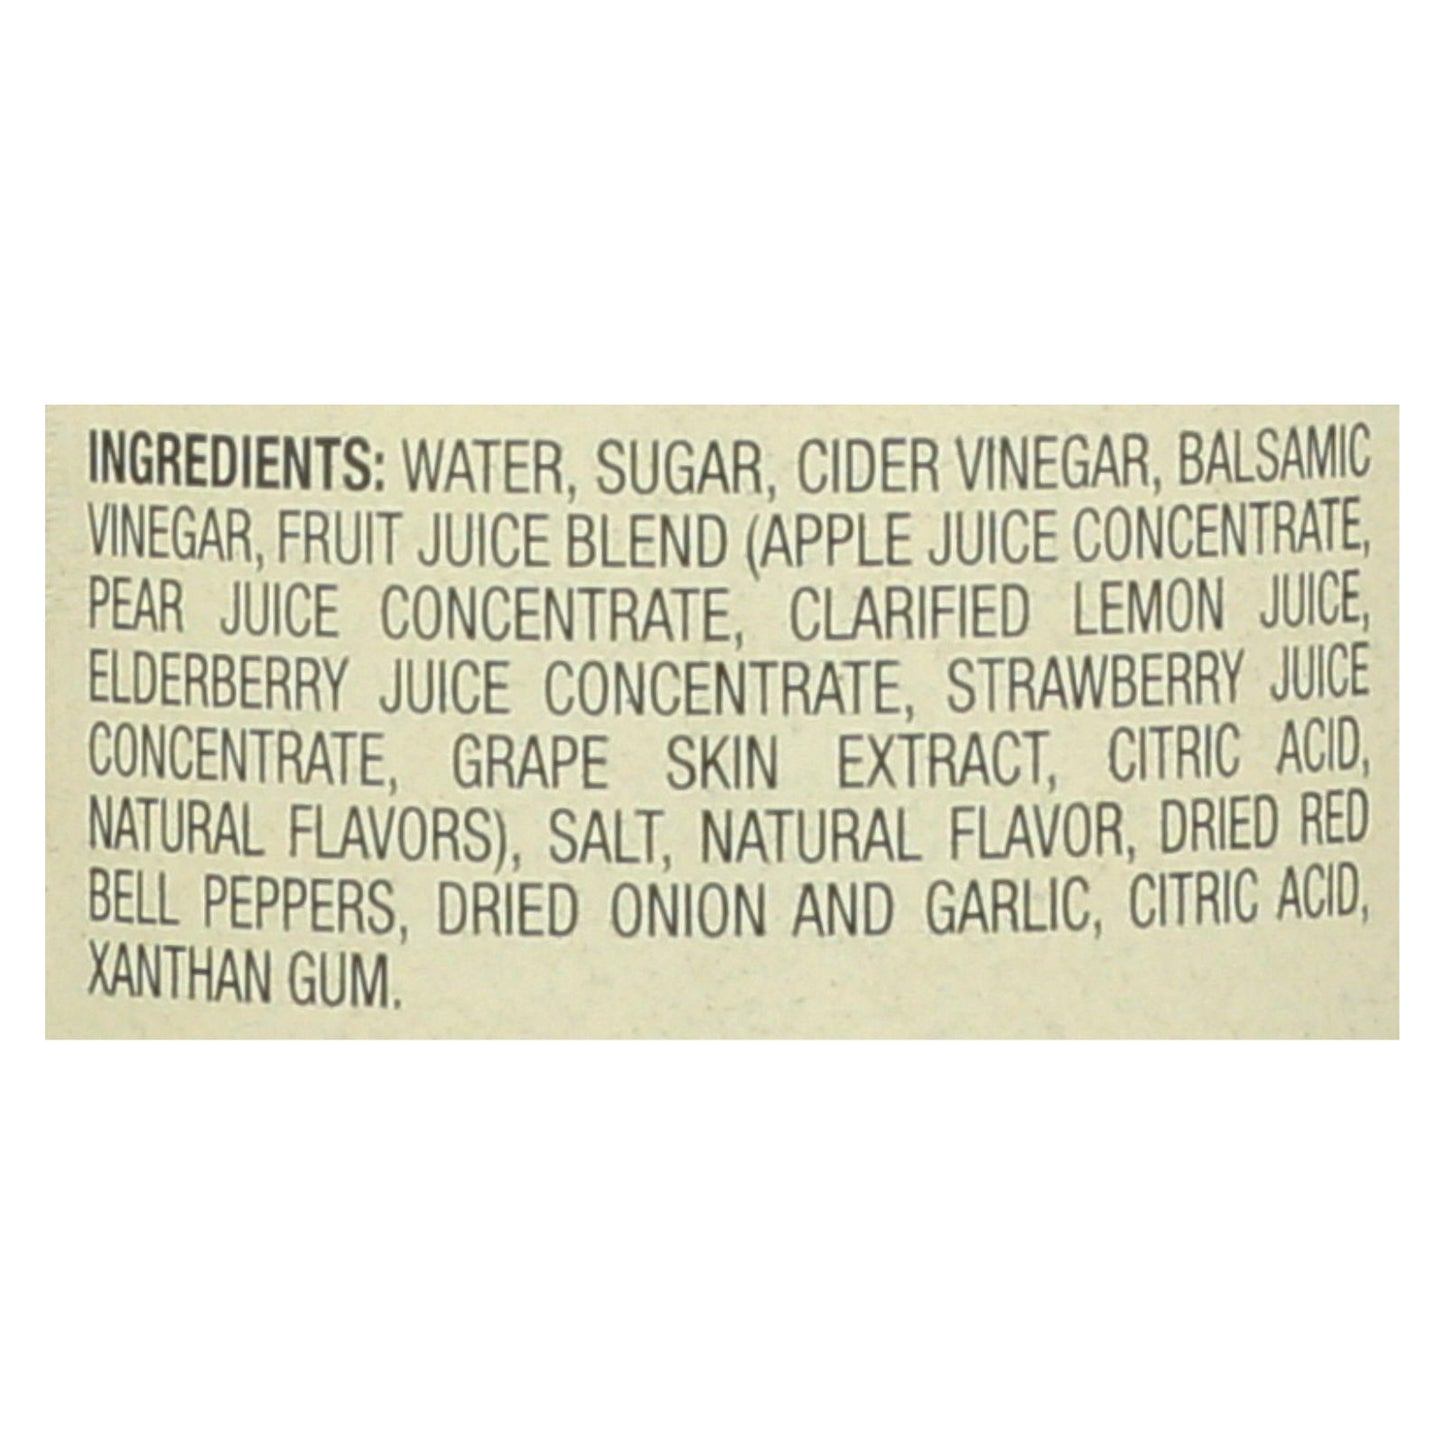 INGREDIENTS: WATER, SUGAR, CIDER VINEGAR, BALSAMIC
VINEGAR, FRUIT JUICE BLEND (APPLE JUICE CONCENTRATE,
PEAR JUICE CONCENTRATE, CLARIFIED LEMON JUICE,
ELDERBERRY JUICE CONCENTRATE, STRAWBERRY JUICE
CONCENTRATE, GRAPE SKIN EXTRACT, CITRIC ACID,
NATURAL FLAVORS), SALT, NATURAL FLAVOR, DRIED RED
BELL PEPPERS, DRIED ONION AND GARLIC, CITRIC ACID,
XANTHAN GUM.